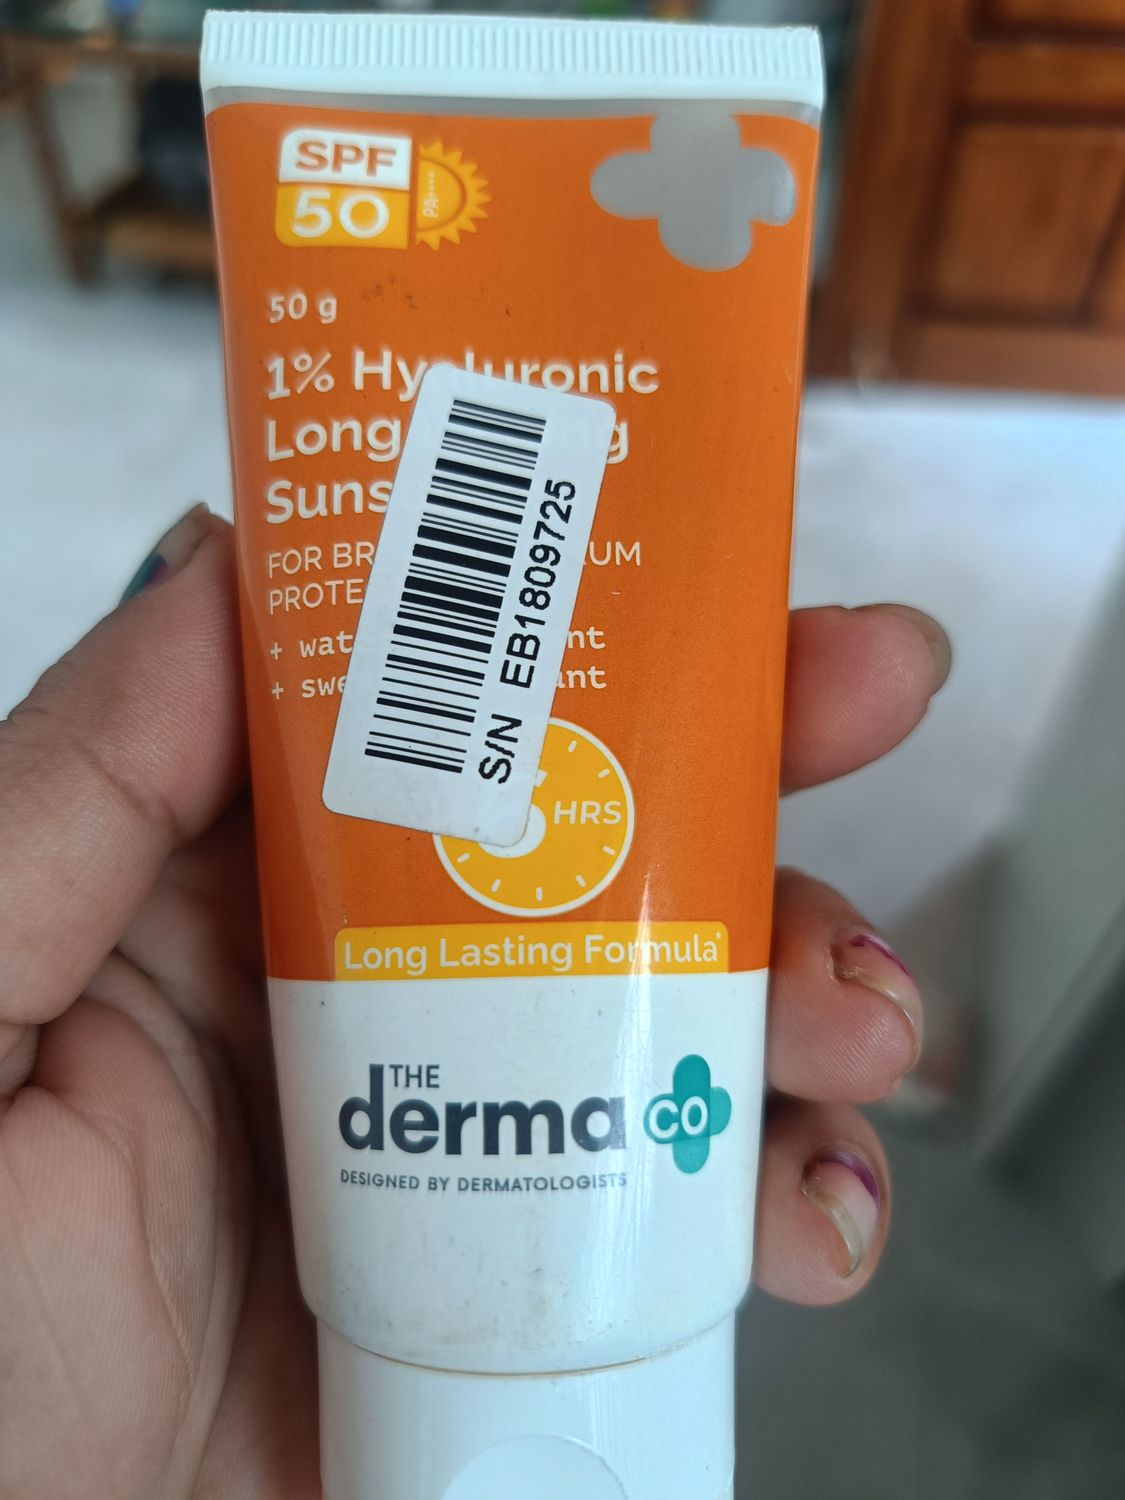 SPF
50
PA++++
50 g
1% Hyaluronic
Long
Suns
FOR BR UM
PROTE
+ wat nt
+ swe ant
S/N EB1809725
HRS
Long Lasting Formula*
THE
derma co
DESIGNED BY DERMATOLOGISTS